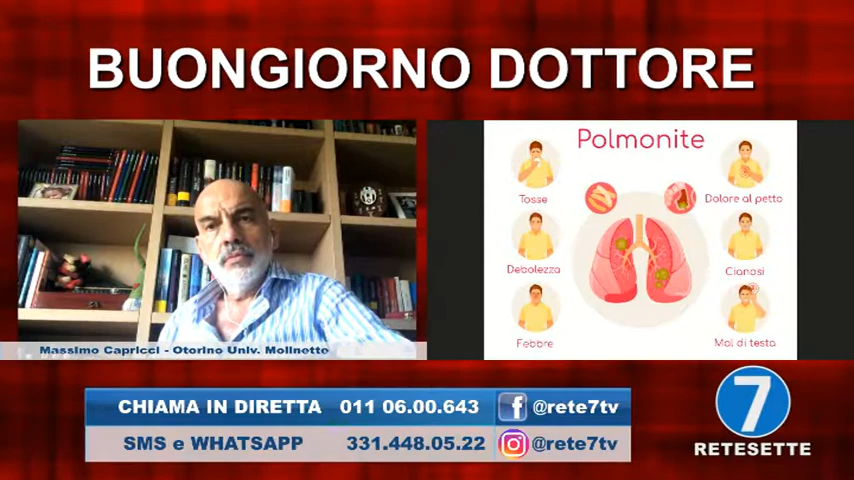 BUONGIORNO DOTTORE
Polmonite
Tosse
Dolore al petto
Debolezza
Cianosi
Febbre
Mal di testa
Massimo Capricci - Otorino Univ. Molinette
CHIAMA IN DIRETTA 011 06.00.643 f @rete7tv
SMS e WHATSAPP 331.448.05.22 @rete7tv
7
RETESETTE